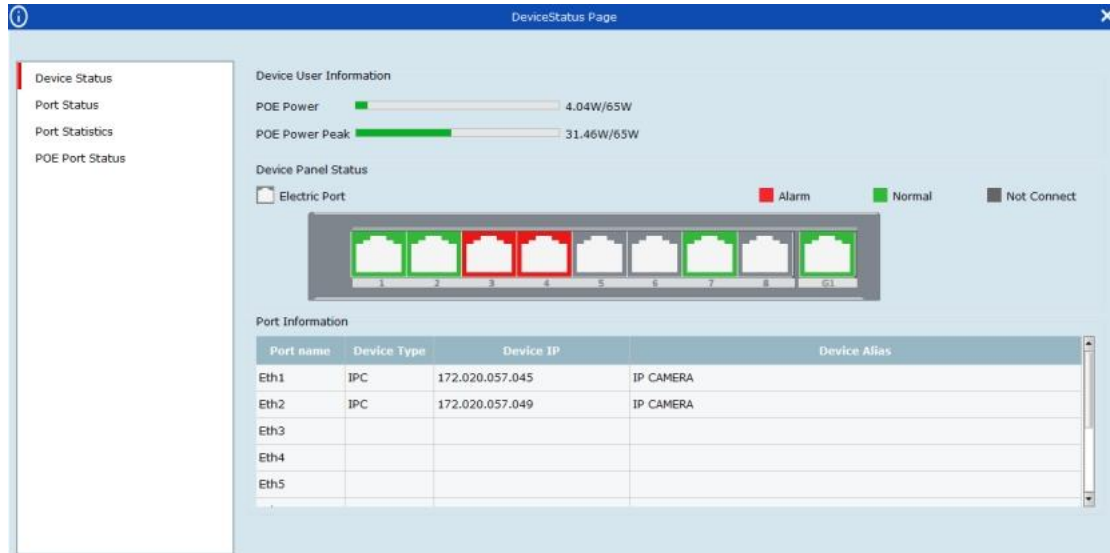 DeviceStatus Page
Device Status
Port Status
Port Statistics
POE Port Status
Device User Information
POE Power 4.04W/65W
POE Power Peak 31.46W/65W
Device Panel Status
Electric Port Alarm Normal Not Connect
1 2 3 4 5 6 7 8 G1
Port Information
Port name Device Type Device IP Device Alias
Eth1 IPC 172.020.057.045 IP CAMERA
Eth2 IPC 172.020.057.049 IP CAMERA
Eth3
Eth4
Eth5